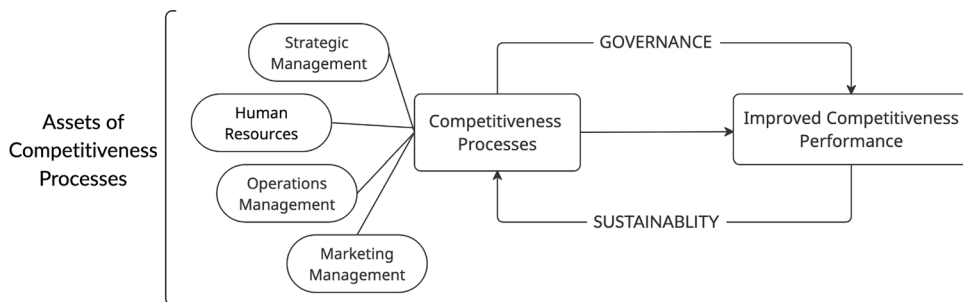 Assets of
Competitiveness
Processes
Strategic
Management
Human
Resources
Operations
Management
Marketing
Management
Competitiveness
Processes
GOVERNANCE
SUSTAINABLITY
Improved Competitiveness
Performance